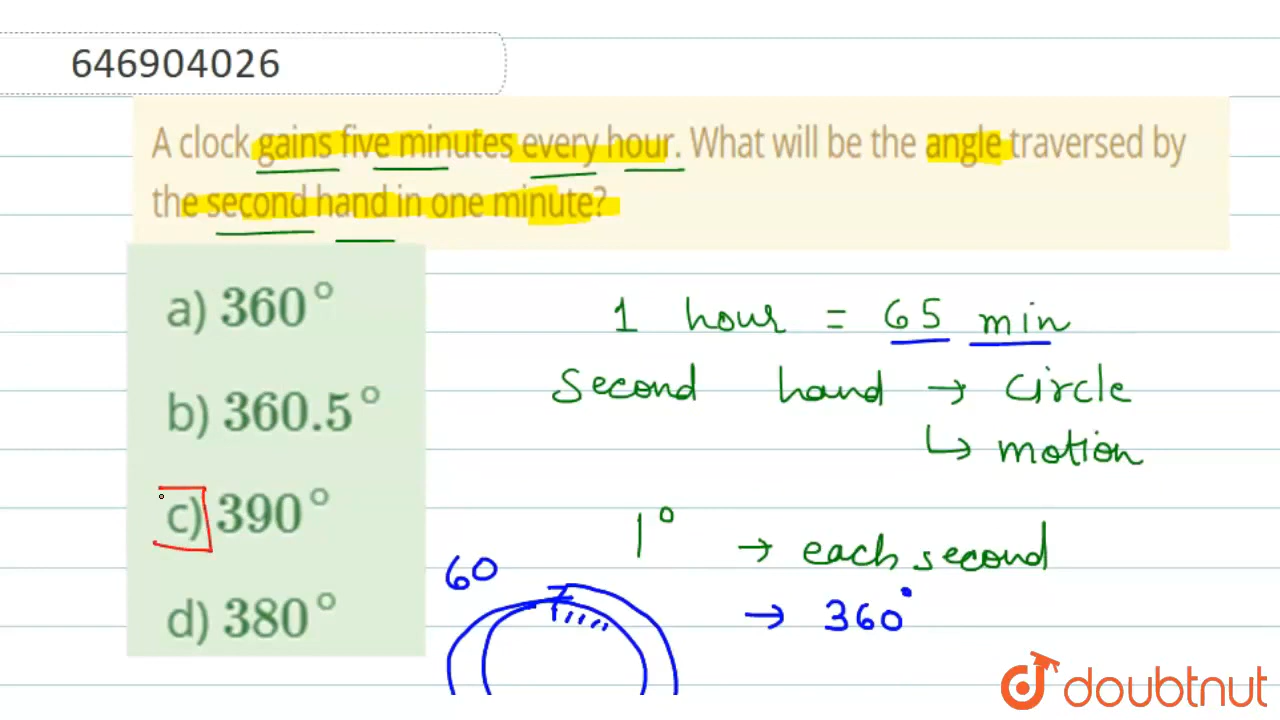 646904026
A clock gains five minutes every hour. What will be the angle traversed by
the second hand in one minute?
a) 360°
b) 360.5°
c) 390°
d) 380°
1 hour = 65 min
Second hand → circle
↳ motion
1° → each second
60
→ 360°
doubtnut